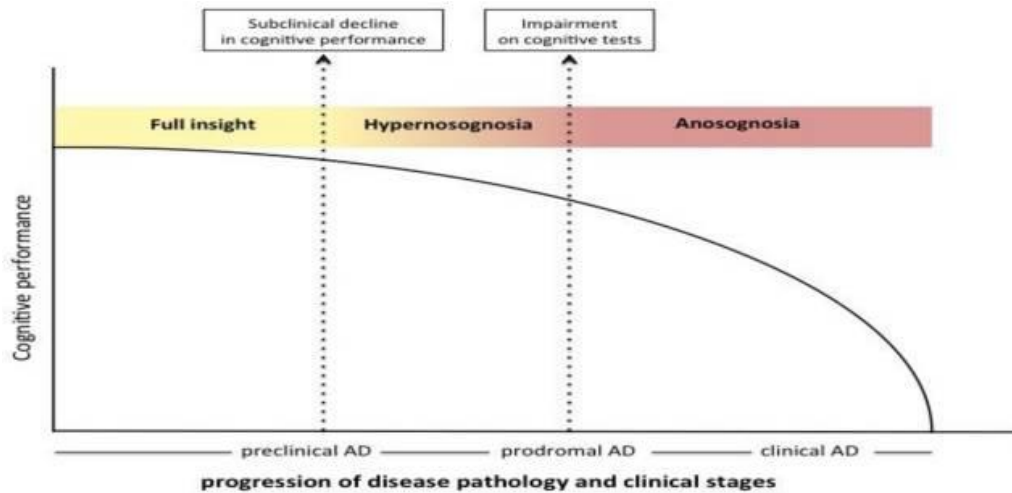 Subclinical decline
in cognitive performance
Impairment
on cognitive tests
Full insight
Hypernosognosia
Anosognosia
Cognitive performance
preclinical AD
prodromal AD
clinical AD
progression of disease pathology and clinical stages